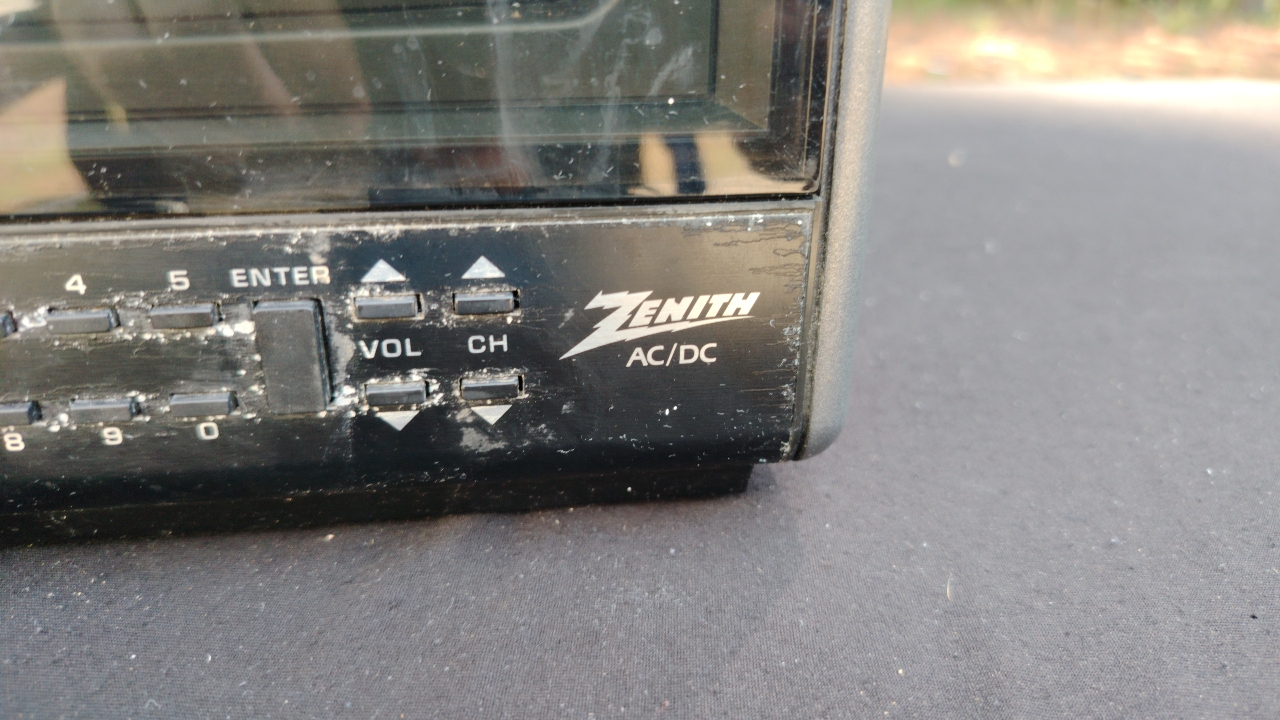 4 5 ENTER
VOL CH
ZENITH
AC/DC
8 9 0